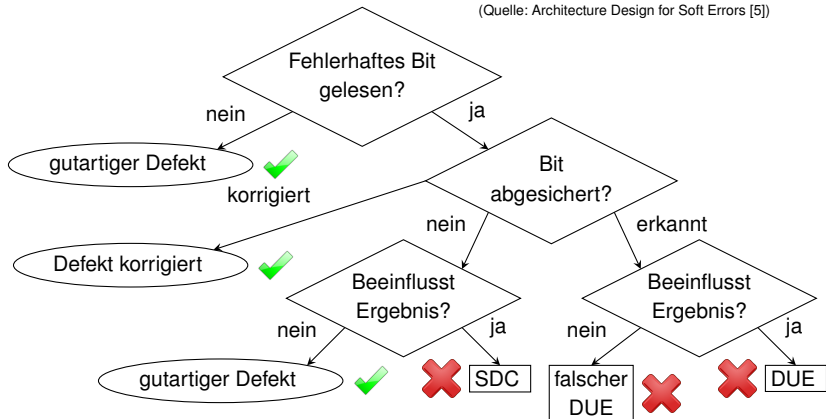 (Quelle: Architecture Design for Soft Errors [5])
Fehlerhaftes Bit
gelesen?
nein
ja
gutartiger Defekt
korrigiert
Bit
abgesichert?
nein
erkannt
Defekt korrigiert
Beeinflusst
Ergebnis?
Beeinflusst
Ergebnis?
nein
ja
nein
ja
gutartiger Defekt
SDC
falscher
DUE
DUE